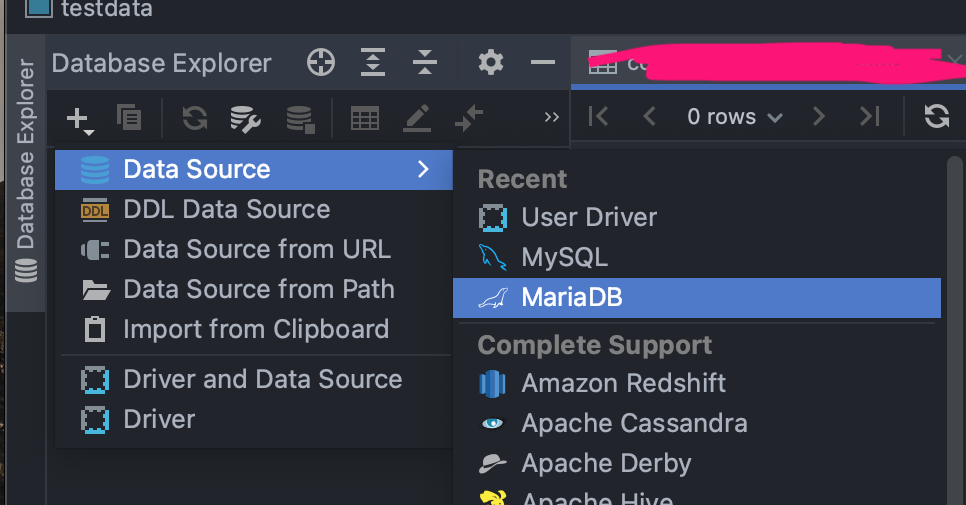 testdata
Database Explorer
Database Explorer
0 rows
Data Source
DDL Data Source
DDL
Data Source from URL
Data Source from Path
Import from Clipboard
Driver and Data Source
Driver
Recent
User Driver
MySQL
MariaDB
Complete Support
Amazon Redshift
Apache Cassandra
Apache Derby
Apache Hive